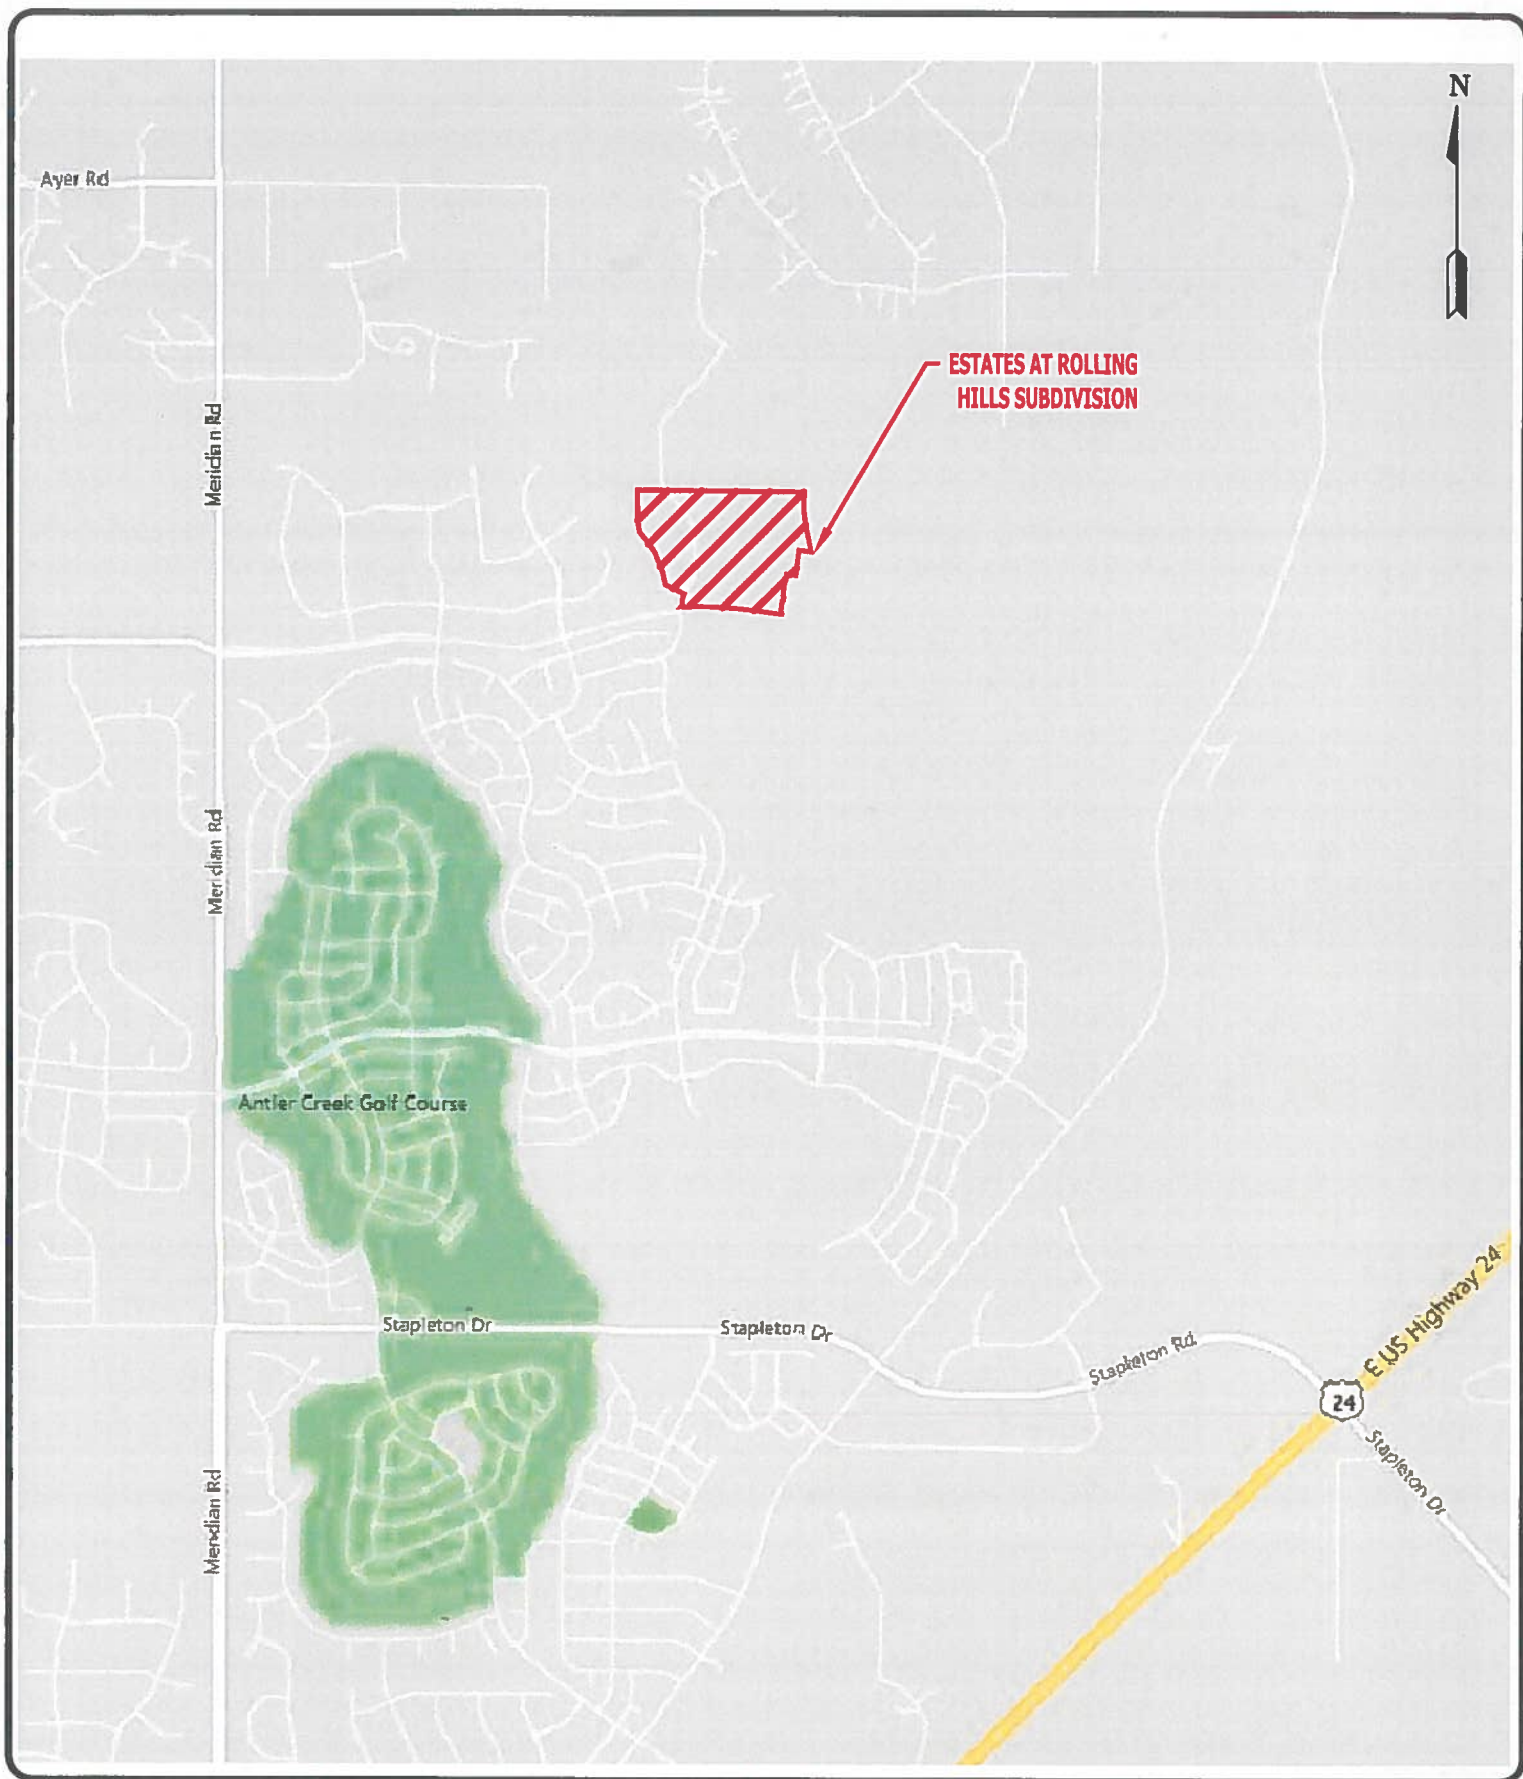 N
Ayer Rd
ESTATES AT ROLLING
HILLS SUBDIVISION
Meridian Rd
Meridian Rd
Antler Creek Golf Course
Stapleton Dr
Stapleton Dr
Stapleton Rd
E US Highway 24
24
Stapleton Dr
Meridian Rd